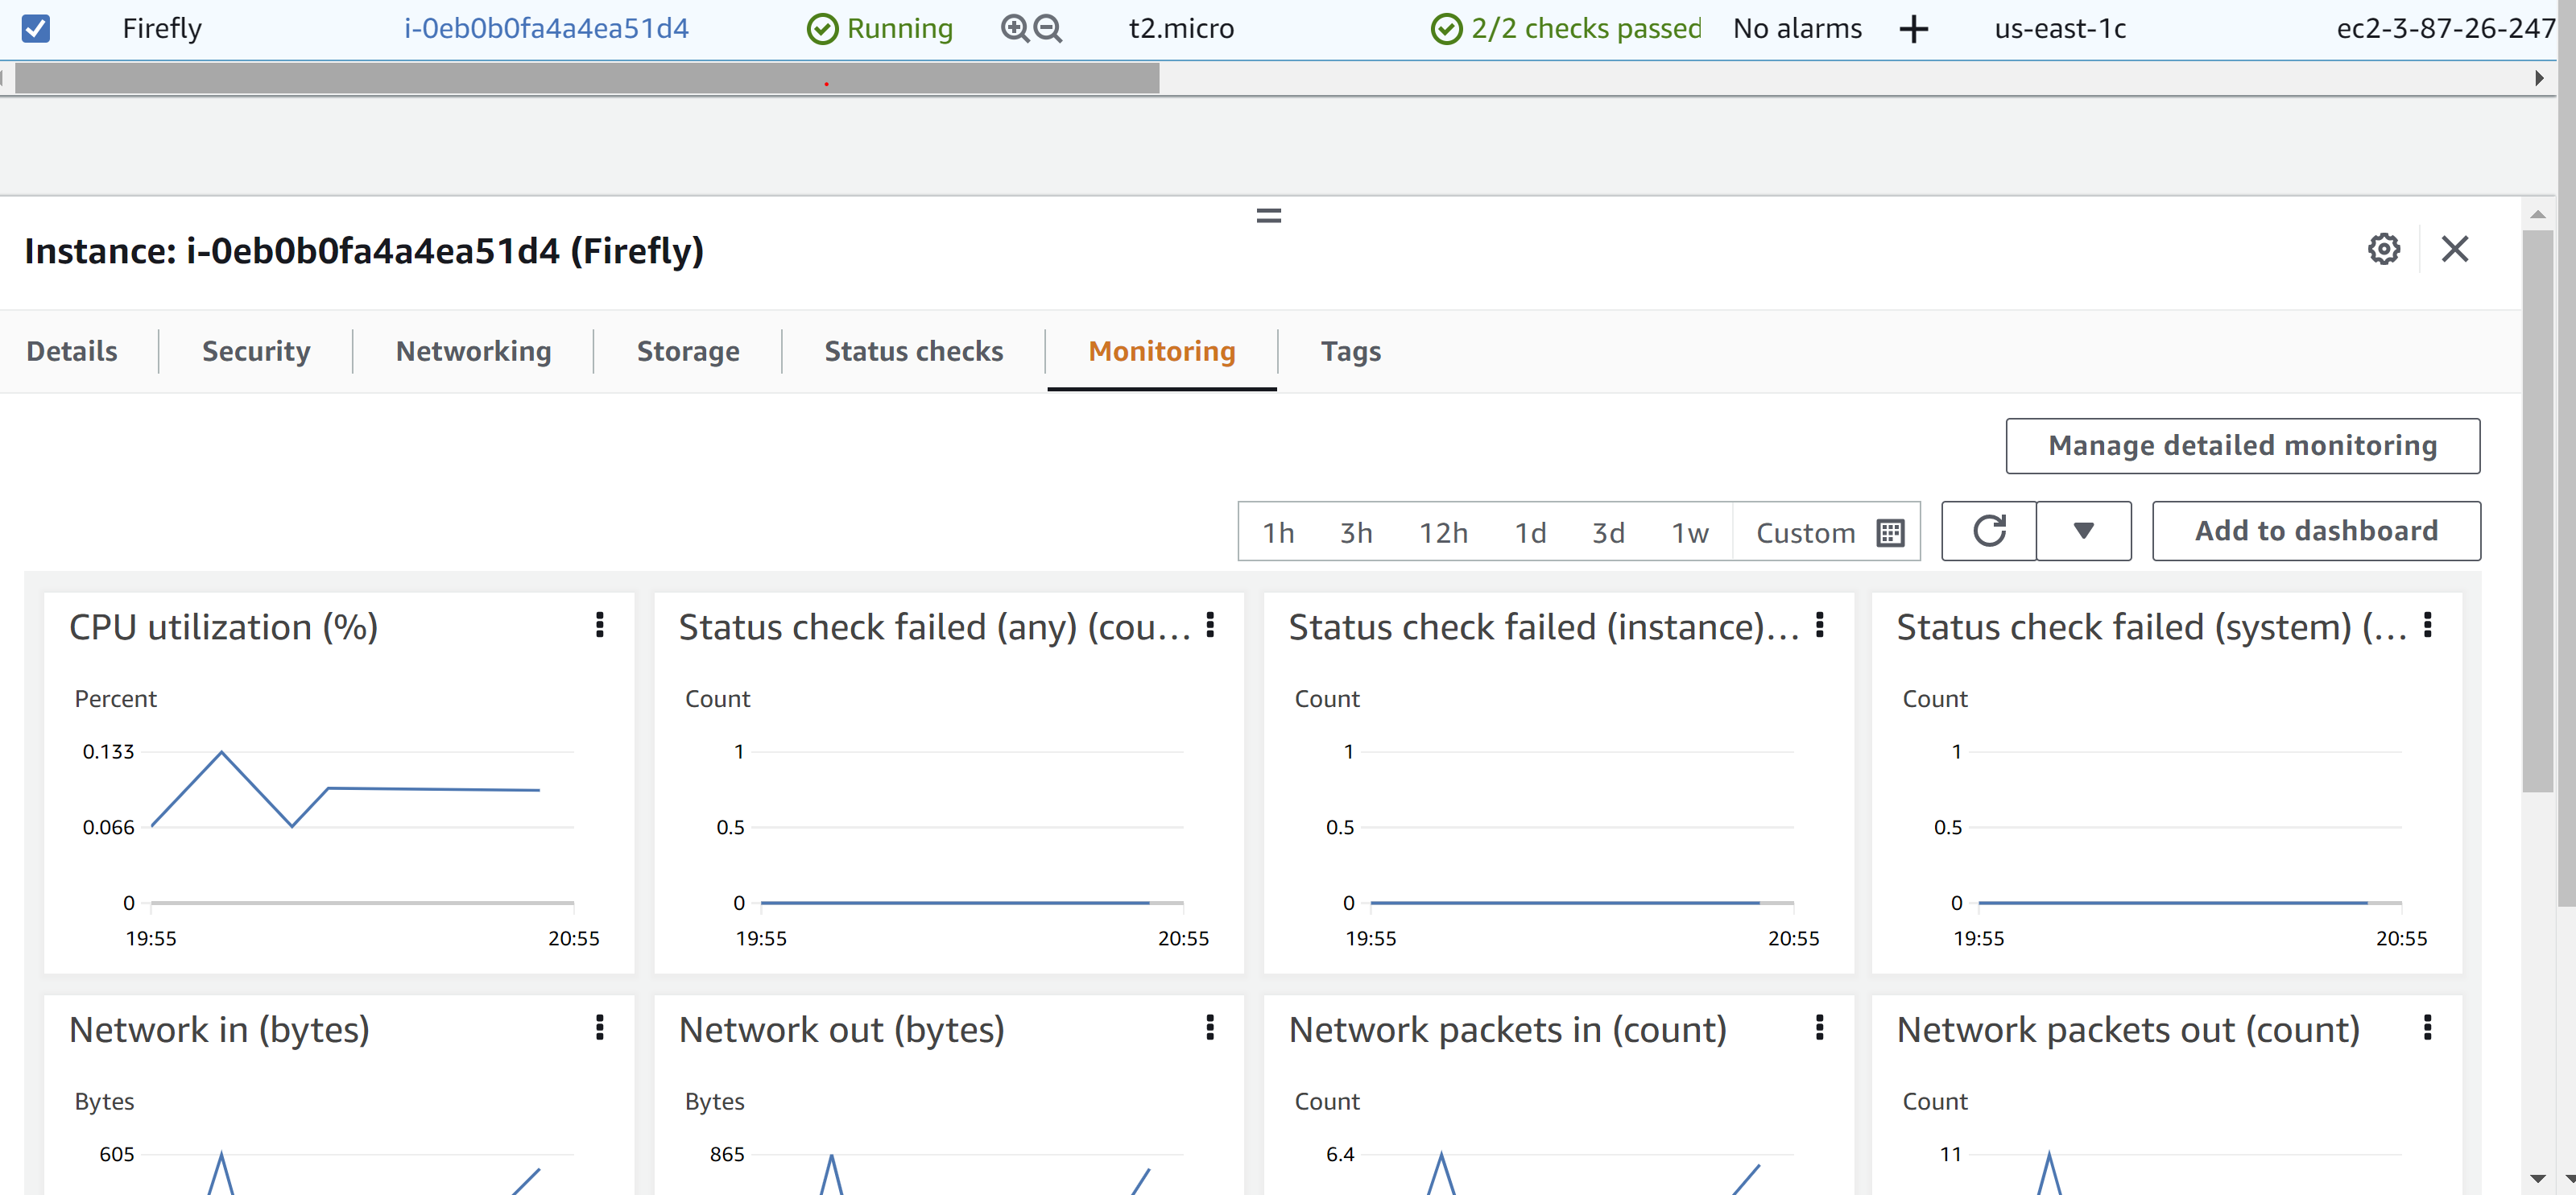 Firefly i-0eb0b0fa4a4ea51d4 Running t2.micro 2/2 checks passed No alarms us-east-1c ec2-3-87-26-247
Instance: i-0eb0b0fa4a4ea51d4 (Firefly)
Details Security Networking Storage Status checks Monitoring Tags
Manage detailed monitoring
1h 3h 12h 1d 3d 1w Custom Add to dashboard
CPU utilization (%) Status check failed (any) (cou... Status check failed (instance)... Status check failed (system) (...
Percent Count Count Count
0.133 1 1 1
0.066 0.5 0.5 0.5
0 0 0 0
19:55 20:55 19:55 20:55 19:55 20:55 19:55 20:55
Network in (bytes) Network out (bytes) Network packets in (count) Network packets out (count)
Bytes Bytes Count Count
605 865 6.4 11